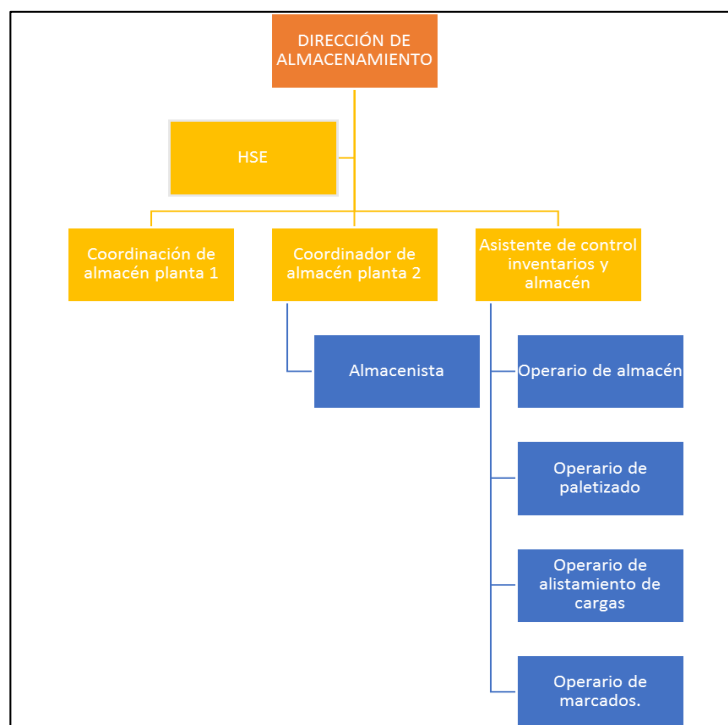 DIRECCIÓN DE
ALMACENAMIENTO
HSE
Coordinación de
almacén planta 1
Coordinador de
almacén planta 2
Asistente de control
inventarios y
almacén
Almacenista
Operario de almacén
Operario de
paletizado
Operario de
alistamiento de
cargas
Operario de
marcados.